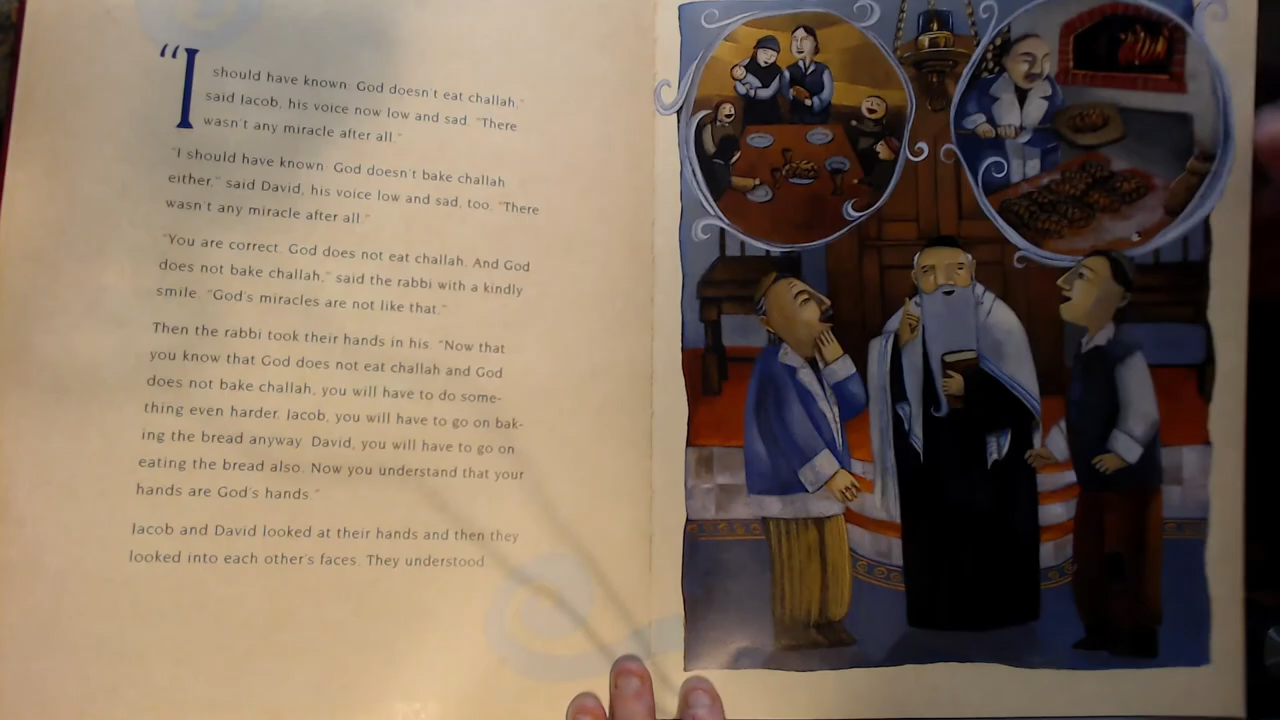 "I should have known. God doesn't eat challah,"
said Jacob, his voice now low and sad. "There
wasn't any miracle after all."
"I should have known. God doesn't bake challah
either," said David, his voice low and sad, too. "There
wasn't any miracle after all."
"You are correct. God does not eat challah. And God
does not bake challah," said the rabbi with a kindly
smile. "God's miracles are not like that."
Then the rabbi took their hands in his. "Now that
you know that God does not eat challah and God
does not bake challah, you will have to do some-
thing even harder. Jacob, you will have to go on bak-
ing the bread anyway. David, you will have to go on
eating the bread also. Now you understand that your
hands are God's hands."
Jacob and David looked at their hands and then they
looked into each other's faces. They understood.